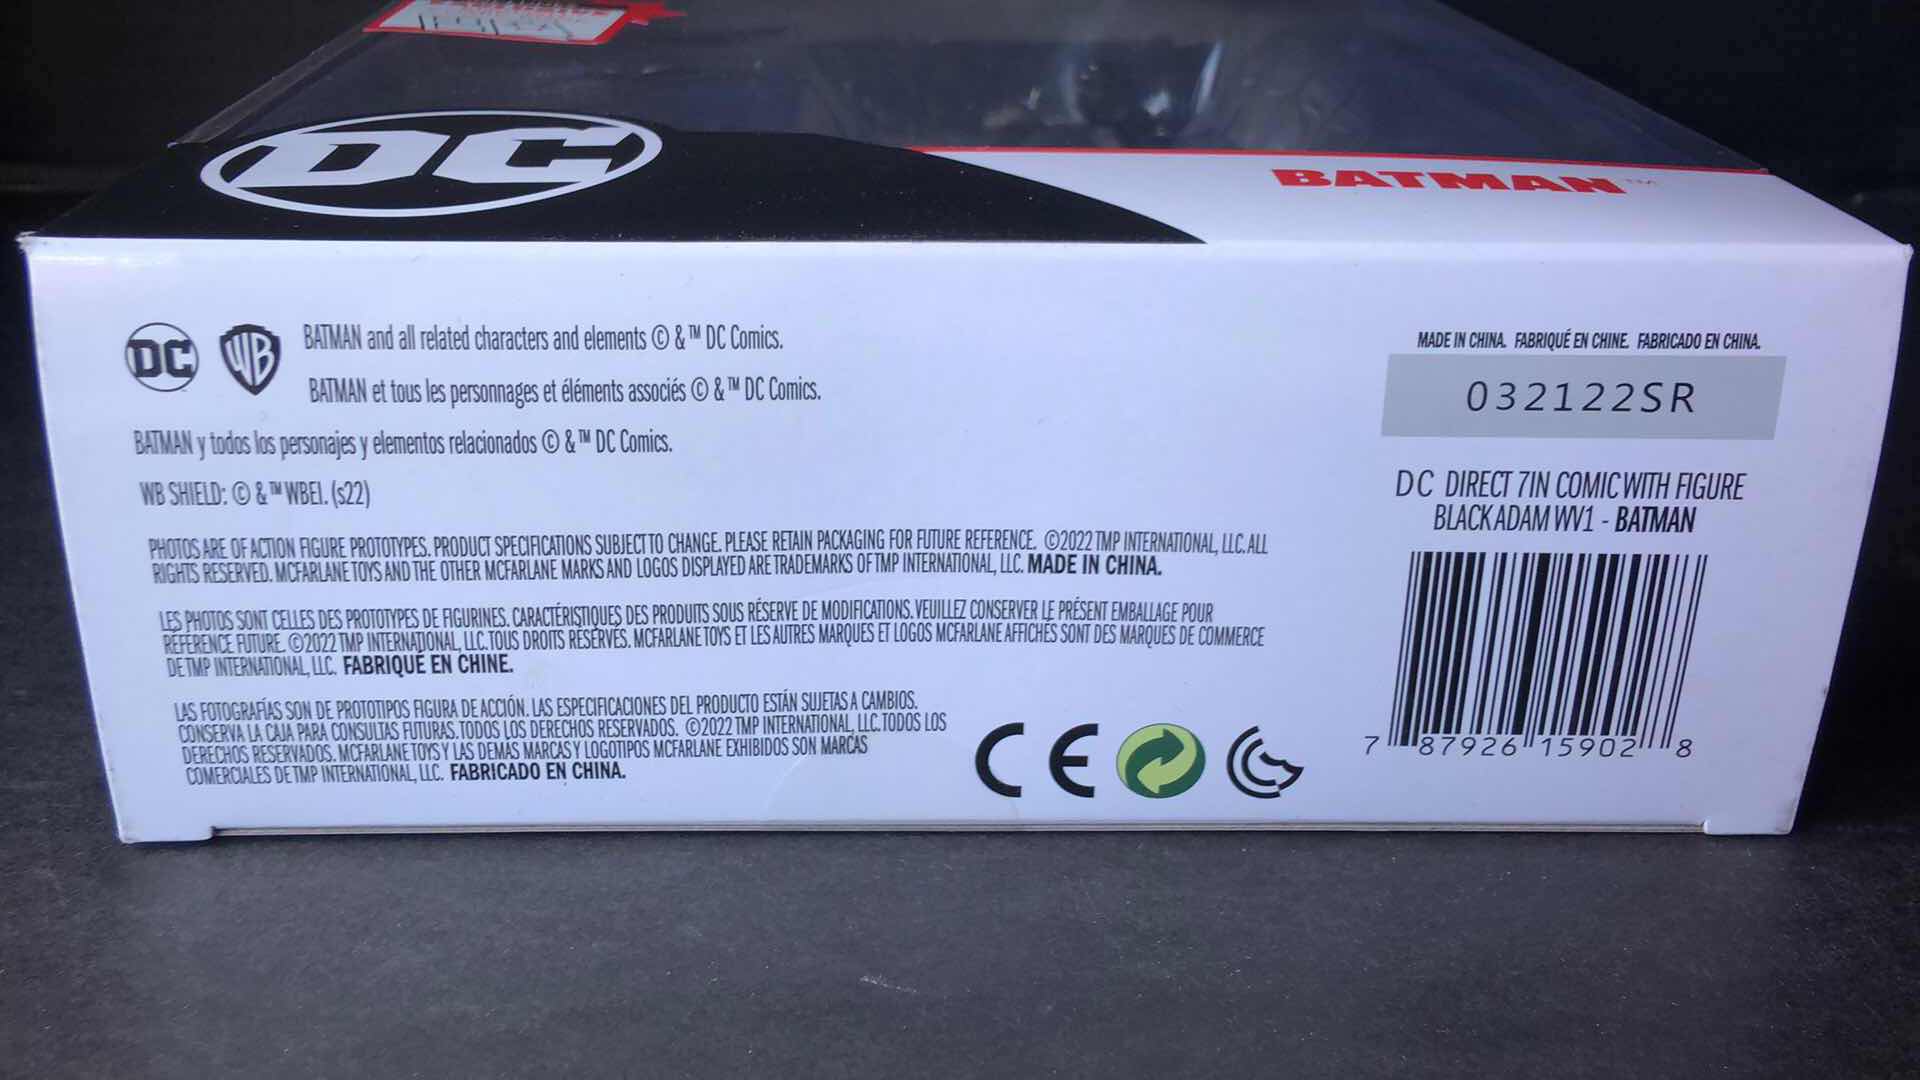 DC
BATMAN™
DC WB BATMAN and all related characters and elements © & ™ DC Comics.
BATMAN et tous les personnages et éléments associés © & ™ DC Comics.
BATMAN y todos los personajes y elementos relacionados © & ™ DC Comics.
WB SHIELD: © & ™ WBEI. (s22)
PHOTOS ARE OF ACTION FIGURE PROTOTYPES. PRODUCT SPECIFICATIONS SUBJECT TO CHANGE. PLEASE RETAIN PACKAGING FOR FUTURE REFERENCE. ©2022 TMP INTERNATIONAL, LLC. ALL
RIGHTS RESERVED. MCFARLANE TOYS AND THE OTHER MCFARLANE MARKS AND LOGOS DISPLAYED ARE TRADEMARKS OF TMP INTERNATIONAL, LLC. MADE IN CHINA.
LES PHOTOS SONT CELLES DES PROTOTYPES DE FIGURINES. CARACTÉRISTIQUES DES PRODUITS SOUS RÉSERVE DE MODIFICATIONS. VEUILLEZ CONSERVER LE PRÉSENT EMBALLAGE POUR
RÉFÉRENCE FUTURE. ©2022 TMP INTERNATIONAL, LLC. TOUS DROITS RÉSERVÉS. MCFARLANE TOYS ET LES AUTRES MARQUES ET LOGOS MCFARLANE AFFICHÉS SONT DES MARQUES DE COMMERCE
DE TMP INTERNATIONAL, LLC. FABRIQUÉ EN CHINE.
LAS FOTOGRAFÍAS SON DE PROTOTIPOS FIGURA DE ACCIÓN. LAS ESPECIFICACIONES DEL PRODUCTO ESTÁN SUJETAS A CAMBIOS.
CONSERVA LA CAJA PARA CONSULTAS FUTURAS. TODOS LOS DERECHOS RESERVADOS. ©2022 TMP INTERNATIONAL, LLC. TODOS LOS
DERECHOS RESERVADOS. MCFARLANE TOYS Y LAS DEMAS MARCAS Y LOGOTIPOS MCFARLANE EXHIBIDOS SON MARCAS
COMERCIALES DE TMP INTERNATIONAL, LLC. FABRICADO EN CHINA.
CE
MADE IN CHINA. FABRIQUÉ EN CHINE. FABRICADO EN CHINA.
032122SR
DC DIRECT 7IN COMIC WITH FIGURE
BLACK ADAM WV1 - BATMAN
7 87926 15902 8